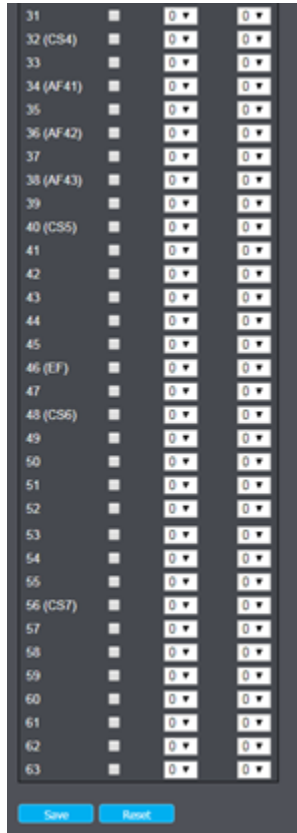 31 0 ▼ 0 ▼
32 (CS4) 0 ▼ 0 ▼
33 0 ▼ 0 ▼
34 (AF41) 0 ▼ 0 ▼
35 0 ▼ 0 ▼
36 (AF42) 0 ▼ 0 ▼
37 0 ▼ 0 ▼
38 (AF43) 0 ▼ 0 ▼
39 0 ▼ 0 ▼
40 (CS5) 0 ▼ 0 ▼
41 0 ▼ 0 ▼
42 0 ▼ 0 ▼
43 0 ▼ 0 ▼
44 0 ▼ 0 ▼
45 0 ▼ 0 ▼
46 (EF) 0 ▼ 0 ▼
47 0 ▼ 0 ▼
48 (CS6) 0 ▼ 0 ▼
49 0 ▼ 0 ▼
50 0 ▼ 0 ▼
51 0 ▼ 0 ▼
52 0 ▼ 0 ▼
53 0 ▼ 0 ▼
54 0 ▼ 0 ▼
55 0 ▼ 0 ▼
56 (CS7) 0 ▼ 0 ▼
57 0 ▼ 0 ▼
58 0 ▼ 0 ▼
59 0 ▼ 0 ▼
60 0 ▼ 0 ▼
61 0 ▼ 0 ▼
62 0 ▼ 0 ▼
63 0 ▼ 0 ▼
Save Reset